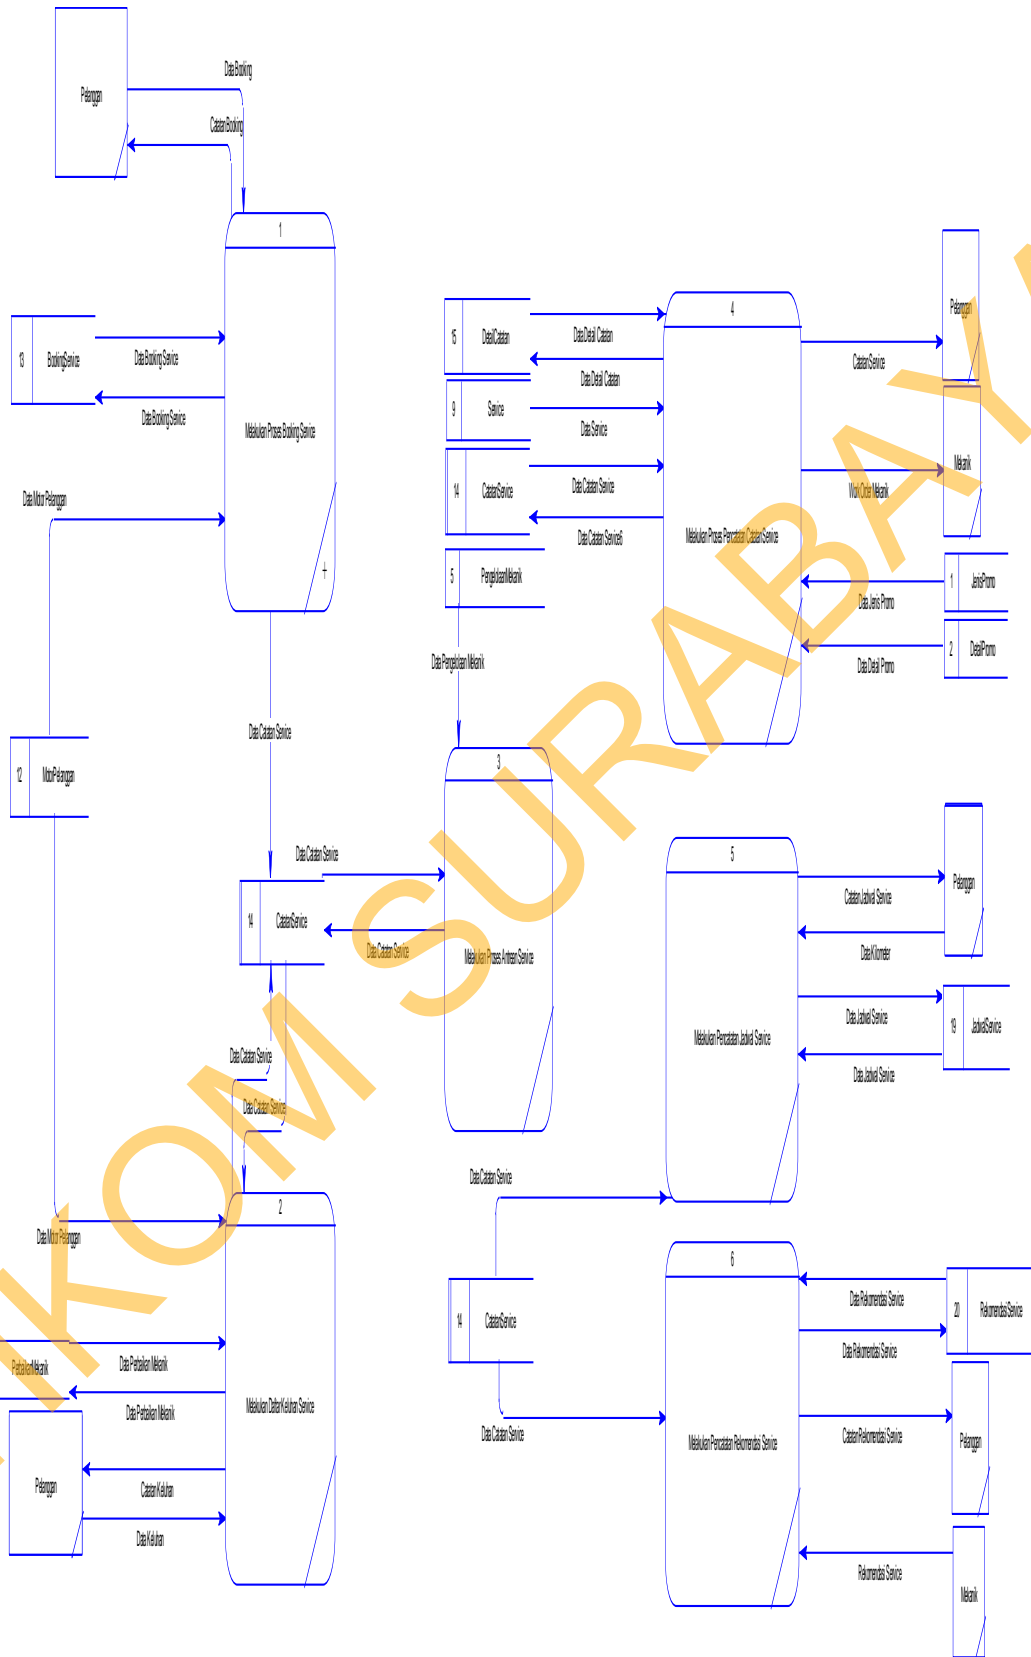 Data Booking
Pelanggan
Catatan Booking
1
Melakukan Proses Booking Service
+
13
BookingService
Data Booking Service
Data Booking Service
Data Motor Pelanggan
12
MotorPelanggan
Data Catatan Service
14
CatatanService
Data Catatan Service
Data Catatan Service
Data Catatan Service
Data Catatan Service
Data Motor Pelanggan
2
Melakukan Daftar Keluhan Service
PerbaikanMekanik
Data Perbaikan Mekanik
Data Perbaikan Mekanik
Pelanggan
Catatan Keluhan
Data Keluhan
15
DetailCatatan
Data Detail Catatan
Data Detail Catatan
9
Service
Data Service
14
CatatanService
Data Catatan Service
Data Catatan Service6
5
PengelolaanMekanik
Data Pengelolaan Mekanik
3
Melakukan Proses Antrean Service
4
Melakukan Proses Pencatatan Catatan Service
Pelanggan
Catatan Service
Mekanik
Work Order Mekanik
1
JenisPromo
Data Jenis Promo
2
DetailPromo
Data Detail Promo
5
Melakukan Pencatatan Jadwal Service
Pelanggan
Catatan Jadwal Service
Data Kilometer
19
JadwalService
Data Jadwal Service
Data Jadwal Service
Data Catatan Service
14
CatatanService
Data Catatan Service
6
Melakukan Pencatatan Rekomendasi Service
20
RekomendasiService
Data Rekomendasi Service
Data Rekomendasi Service
Pelanggan
Catatan Rekomendasi Service
Mekanik
Rekomendasi Service
IKOM SURABAYA